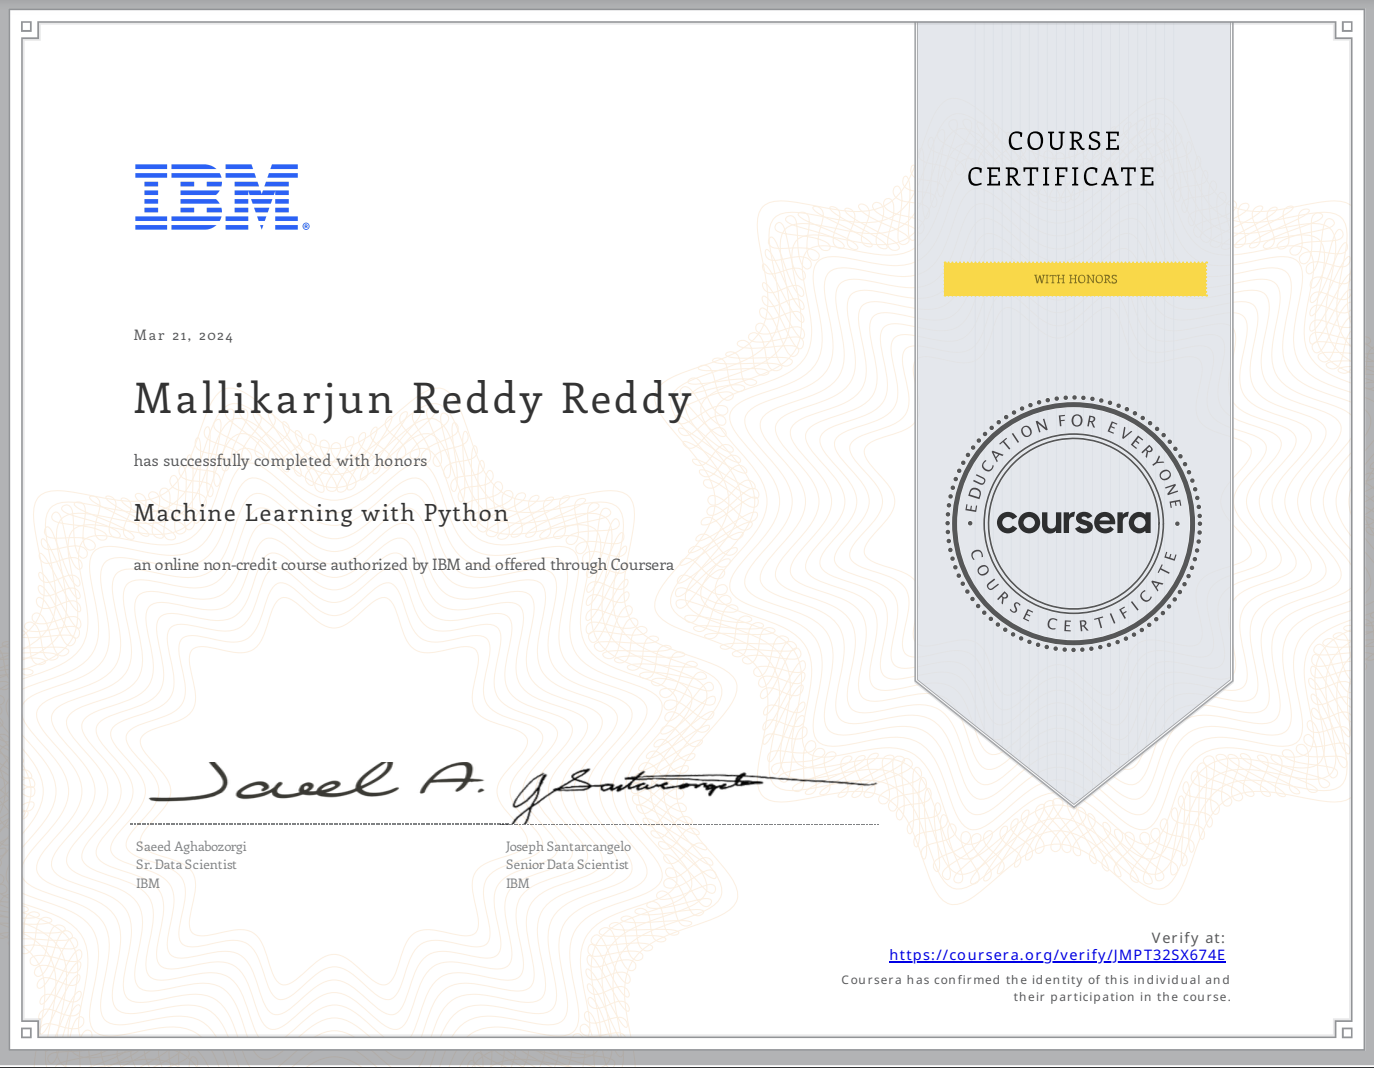 IBM®
COURSE
CERTIFICATE
WITH HONORS
Mar 21, 2024
Mallikarjun Reddy Reddy
has successfully completed with honors
Machine Learning with Python
an online non-credit course authorized by IBM and offered through Coursera
EDUCATION FOR EVERYONE
coursera
COURSE CERTIFICATE
Saeed A.
J Santarcangelo
Saeed Aghabozorgi
Sr. Data Scientist
IBM
Joseph Santarcangelo
Senior Data Scientist
IBM
Verify at:
https://coursera.org/verify/JMPT32SX674E
Coursera has confirmed the identity of this individual and
their participation in the course.